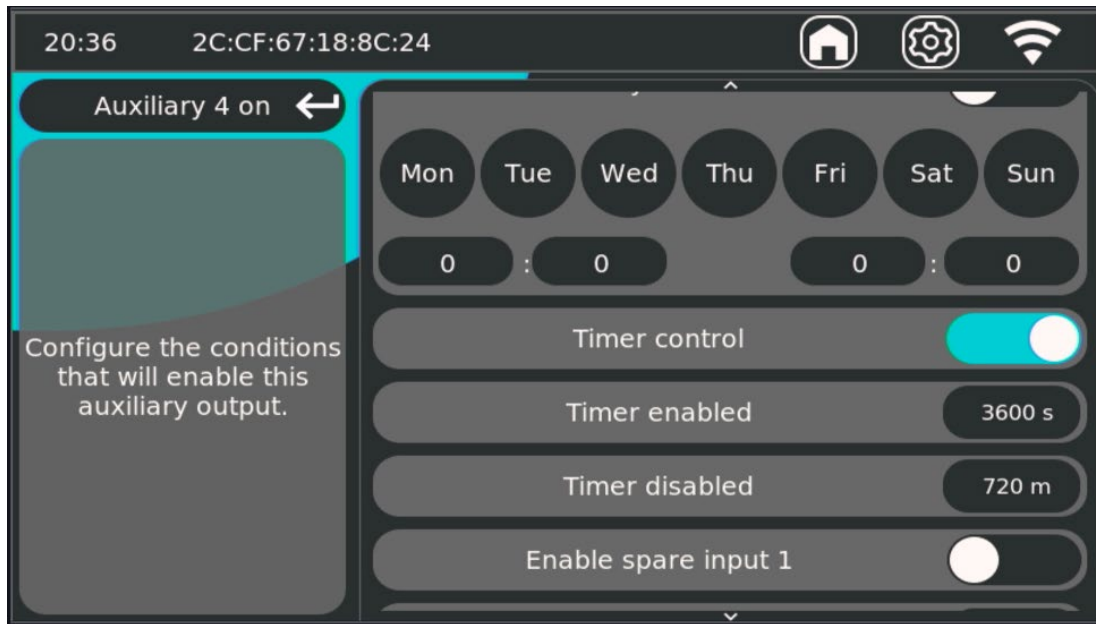 20:36 2C:CF:67:18:8C:24
Auxiliary 4 on
Configure the conditions
that will enable this
auxiliary output.
Mon Tue Wed Thu Fri Sat Sun
0 : 0 0 : 0
Timer control
Timer enabled 3600 s
Timer disabled 720 m
Enable spare input 1